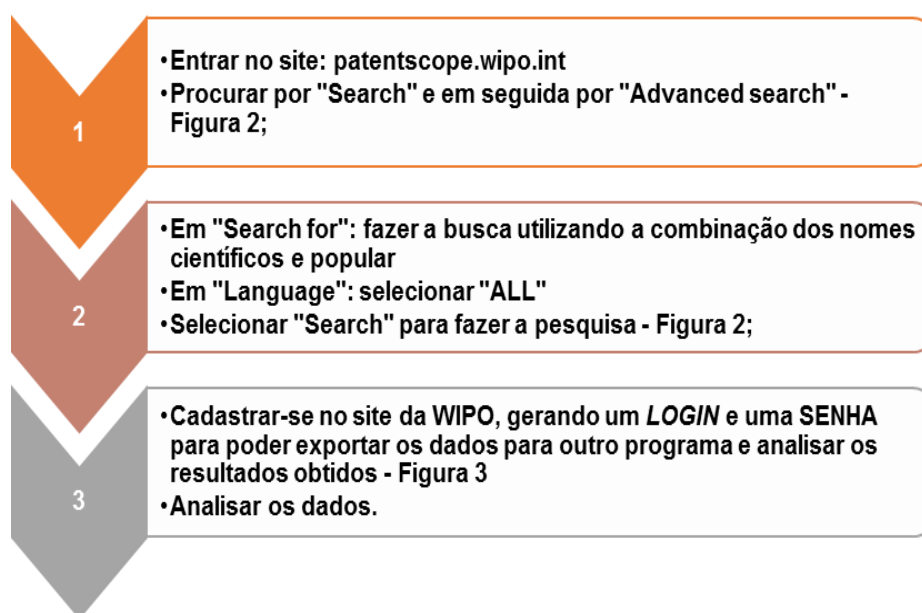 1
•Entrar no site: patentscope.wipo.int
•Procurar por "Search" e em seguida por "Advanced search" -
Figura 2;
2
•Em "Search for": fazer a busca utilizando a combinação dos nomes
científicos e popular
•Em "Language": selecionar "ALL"
•Selecionar "Search" para fazer a pesquisa - Figura 2;
3
•Cadastrar-se no site da WIPO, gerando um LOGIN e uma SENHA
para poder exportar os dados para outro programa e analisar os
resultados obtidos - Figura 3
•Analisar os dados.